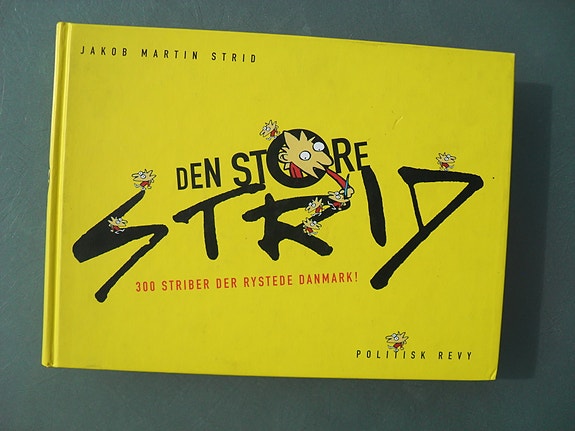 JAKOB MARTIN STRID
DEN STORE
STRID
300 STRIBER DER RYSTEDE DANMARK!
POLITISK REVY